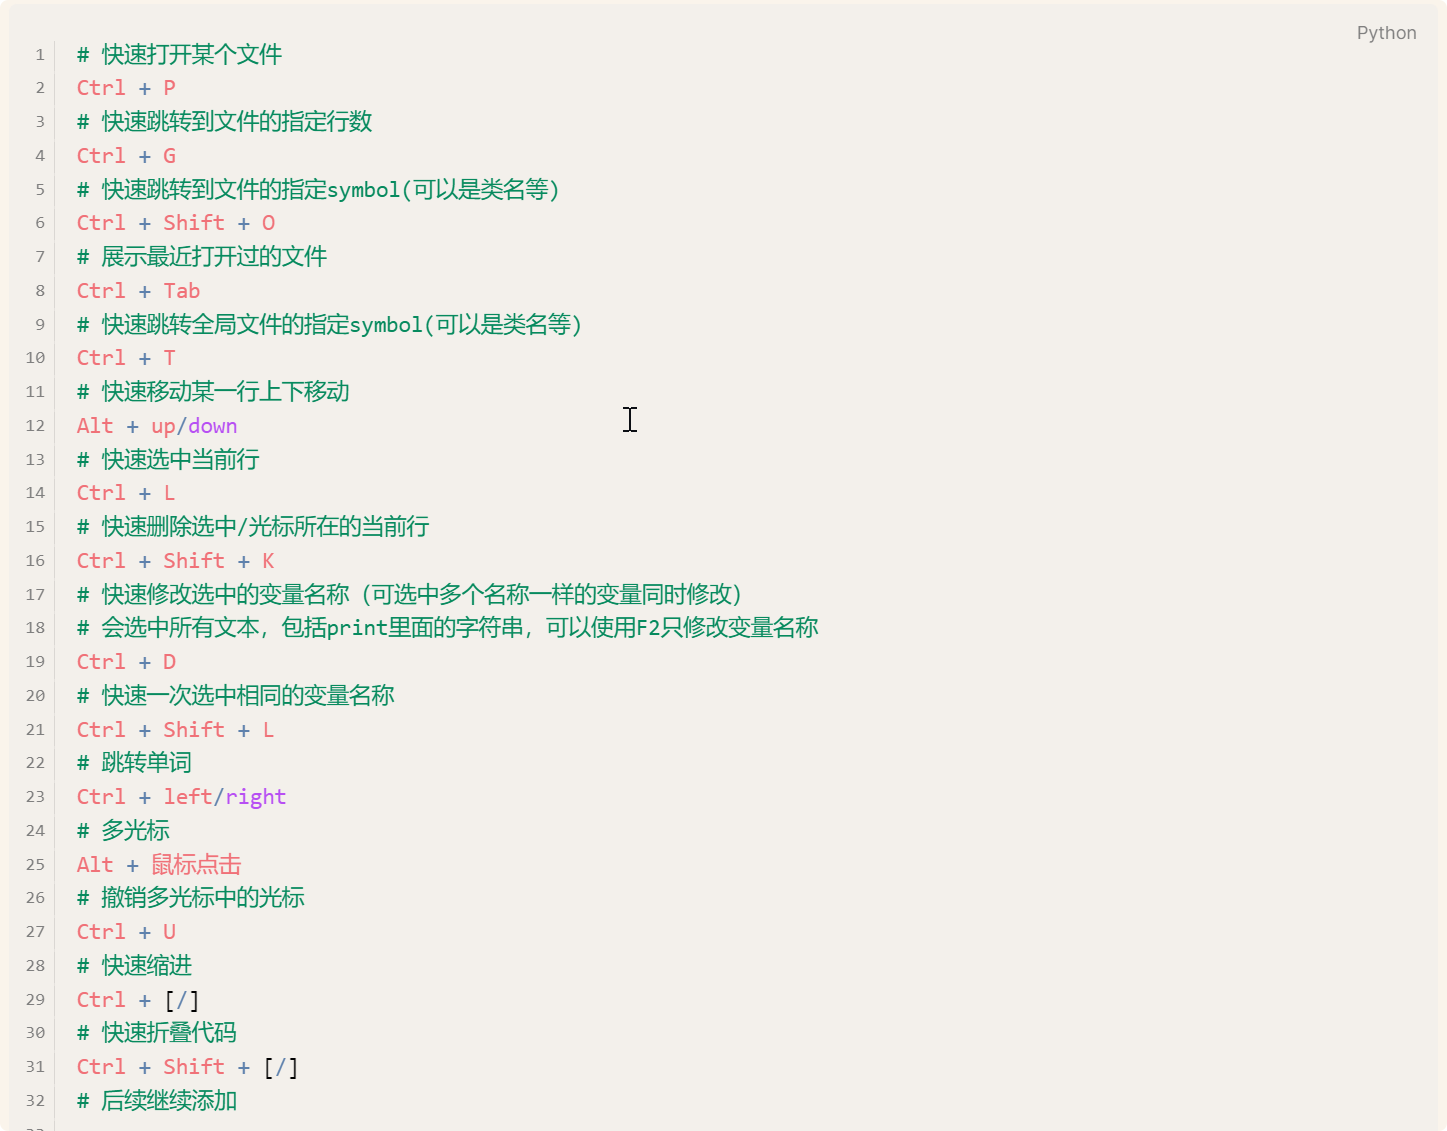 Python
1 # 快速打开某个文件
2 Ctrl + P
3 # 快速跳转到文件的指定行数
4 Ctrl + G
5 # 快速跳转到文件的指定symbol(可以是类名等)
6 Ctrl + Shift + O
7 # 展示最近打开过的文件
8 Ctrl + Tab
9 # 快速跳转全局文件的指定symbol(可以是类名等)
10 Ctrl + T
11 # 快速移动某一行上下移动
12 Alt + up/down
13 # 快速选中当前行
14 Ctrl + L
15 # 快速删除选中/光标所在的当前行
16 Ctrl + Shift + K
17 # 快速修改选中的变量名称（可选中多个名称一样的变量同时修改）
18 # 会选中所有文本，包括print里面的字符串，可以使用F2只修改变量名称
19 Ctrl + D
20 # 快速一次选中相同的变量名称
21 Ctrl + Shift + L
22 # 跳转单词
23 Ctrl + left/right
24 # 多光标
25 Alt + 鼠标点击
26 # 撤销多光标中的光标
27 Ctrl + U
28 # 快速缩进
29 Ctrl + [/]
30 # 快速折叠代码
31 Ctrl + Shift + [/]
32 # 后续继续添加